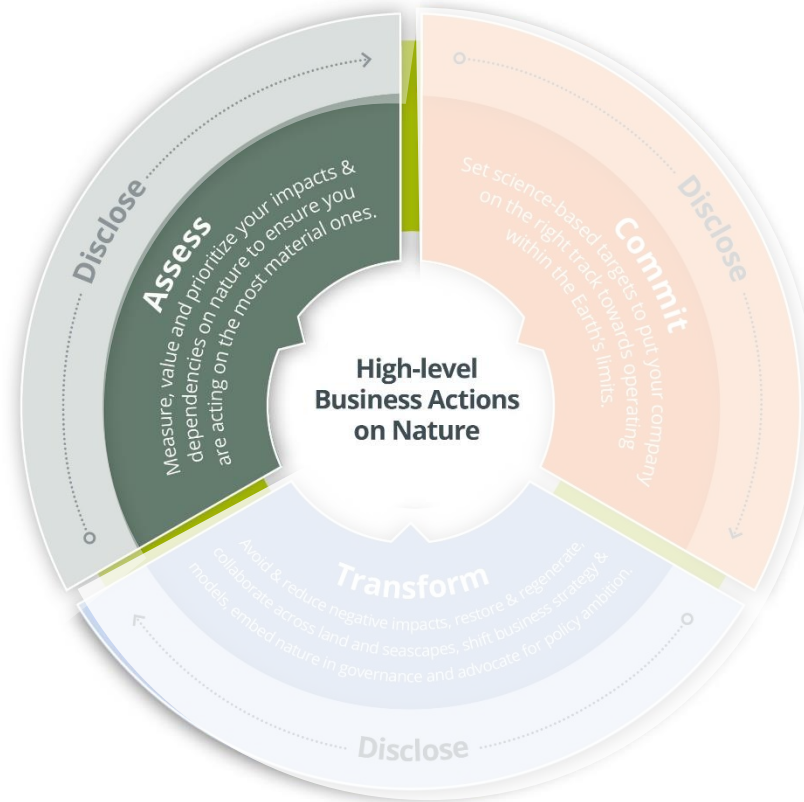 High-level
Business Actions
on Nature
Disclose
Assess
Measure, value and prioritize your impacts &
dependencies on nature to ensure you
are acting on the most material ones.
Disclose
Commit
Set science-based targets to put your company
on the right track towards operating
within the Earth's limits.
Transform
Avoid & reduce negative impacts, restore & regenerate,
collaborate across land and seascapes, shift business strategy &
models, embed nature in governance and advocate for policy ambition.
Disclose